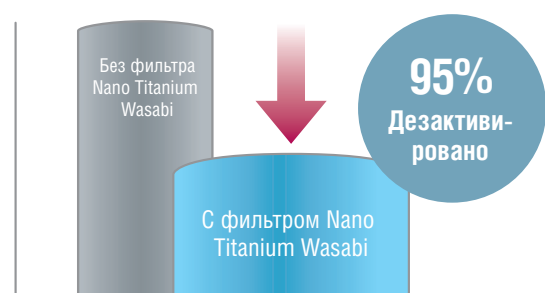 Без фильтра
Nano Titanium
Wasabi
95%
Дезактиви-
ровано
С фильтром Nano
Titanium Wasabi